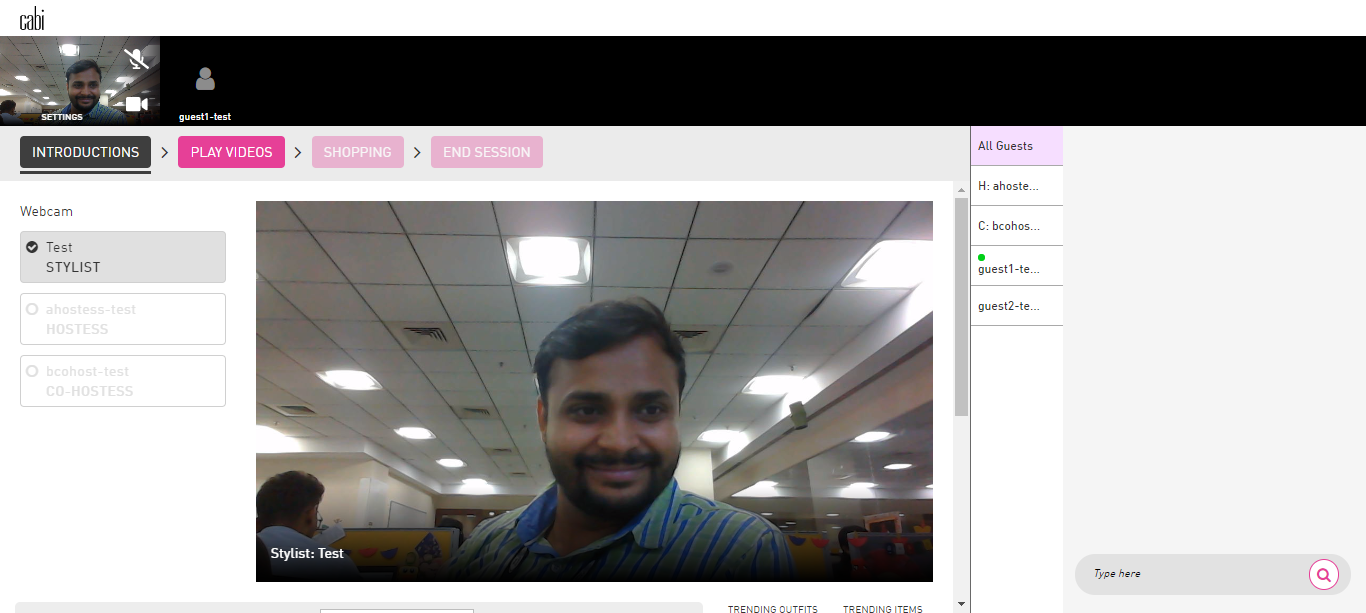 cabi
SETTINGS
guest1-test
INTRODUCTIONS
PLAY VIDEOS
SHOPPING
END SESSION
Webcam
Test
STYLIST
ahostess-test
HOSTESS
bcohost-test
CO-HOSTESS
Stylist: Test
TRENDING OUTFITS
TRENDING ITEMS
All Guests
H: ahoste...
C: bcohos...
guest1-te...
guest2-te...
Type here